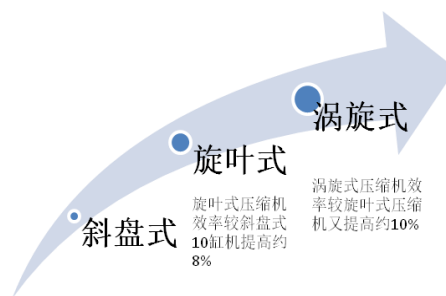 斜盘式
旋叶式
旋叶式压缩机
效率较斜盘式
10缸机提高约
8%
涡旋式
涡旋式压缩机效
率较旋叶式压缩
机又提高约10%